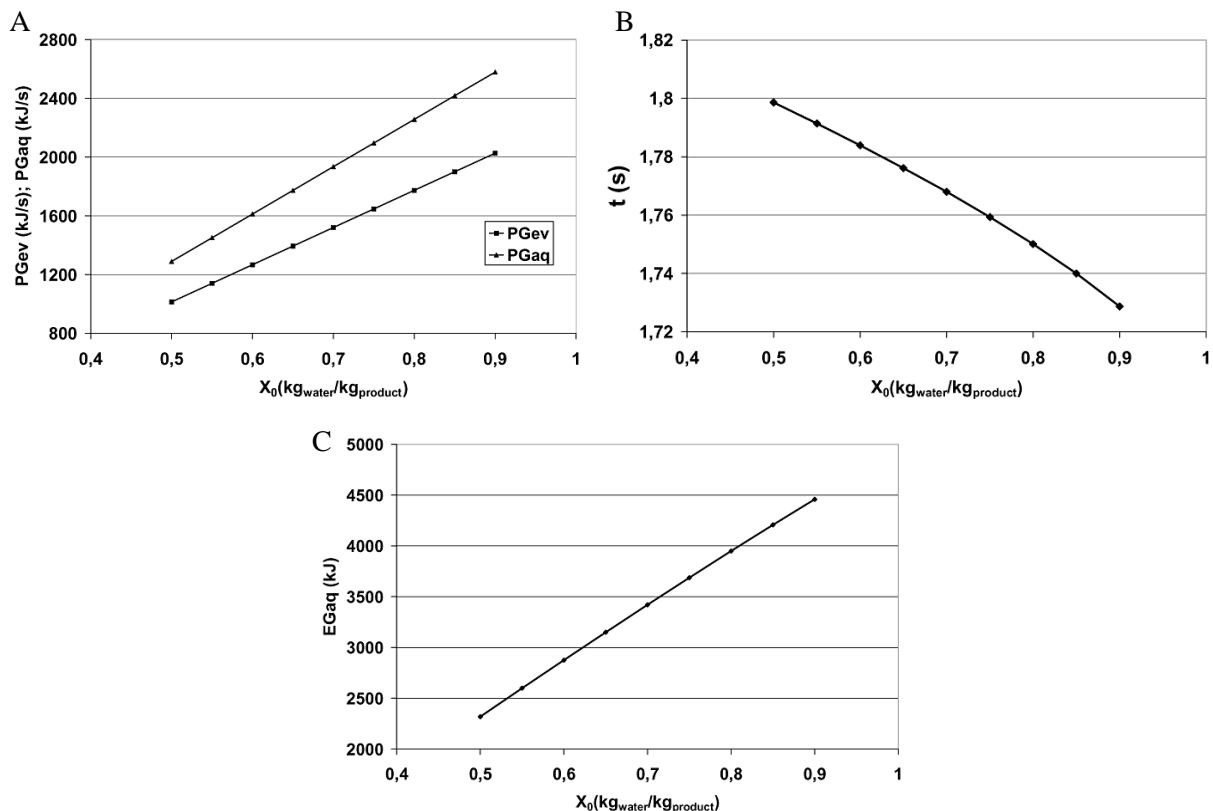 A
2800
2400
2000
1600
1200
800
PGev (kJ/s); PGaq (kJ/s)
PGev
PGaq
0,4 0,5 0,6 0,7 0,8 0,9 1
X0(kgwater/kgproduct)
B
1,82
1,8
1,78
1,76
1,74
1,72
t (s)
0,4 0,5 0,6 0,7 0,8 0,9 1
X0(kgwater/kgproduct)
C
5000
4500
4000
3500
3000
2500
2000
EGaq (kJ)
0,4 0,5 0,6 0,7 0,8 0,9 1
X0(kgwater/kgproduct)